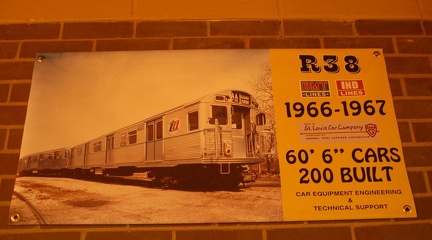 R38
BMT
LINES
IND
LINES
1966-1967
St. Louis Car Company
60' 6" CARS
200 BUILT
CAR EQUIPMENT ENGINEERING
&
TECHNICAL SUPPORT